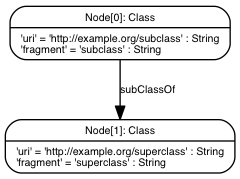 Node[0]: Class
'uri' = 'http://example.org/subclass' : String
'fragment' = 'subclass' : String
subClassOf
Node[1]: Class
'uri' = 'http://example.org/superclass' : String
'fragment' = 'superclass' : String